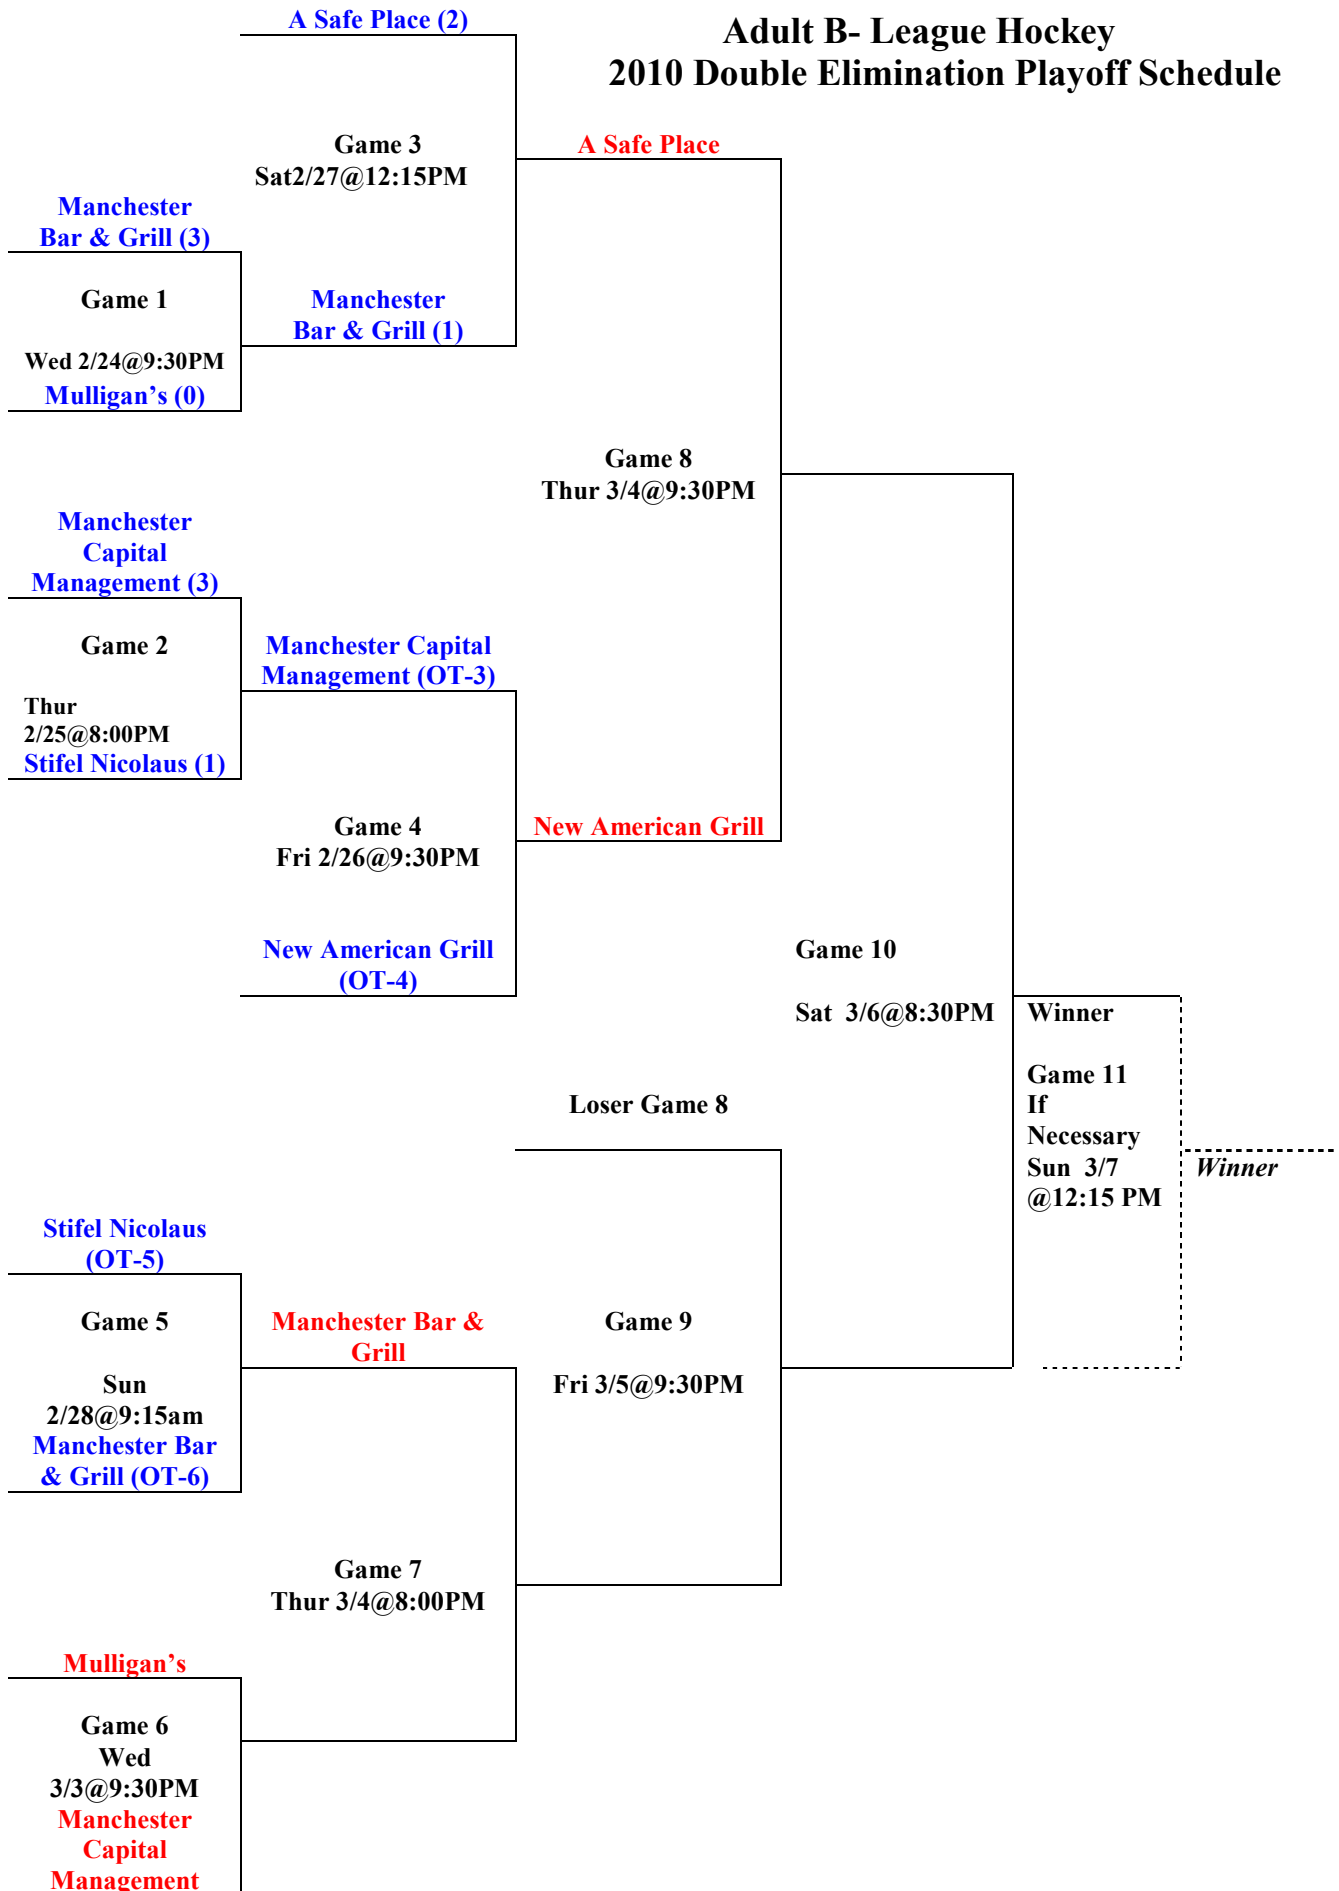 A Safe Place (2)
Adult B- League Hockey
2010 Double Elimination Playoff Schedule
Game 3
Sat2/27@12:15PM
A Safe Place
Manchester
Bar & Grill (3)
Game 1
Wed 2/24@9:30PM
Mulligan’s (0)
Manchester
Bar & Grill (1)
Game 8
Thur 3/4@9:30PM
Manchester
Capital
Management (3)
Game 2
Thur
2/25@8:00PM
Stifel Nicolaus (1)
Manchester Capital
Management (OT-3)
Game 4
Fri 2/26@9:30PM
New American Grill
New American Grill
(OT-4)
Game 10
Sat 3/6@8:30PM
Winner
Game 11
If
Necessary
Sun 3/7
@12:15 PM
Winner
Loser Game 8
Stifel Nicolaus
(OT-5)
Game 5
Sun
2/28@9:15am
Manchester Bar
& Grill (OT-6)
Manchester Bar &
Grill
Game 9
Fri 3/5@9:30PM
Game 7
Thur 3/4@8:00PM
Mulligan’s
Game 6
Wed
3/3@9:30PM
Manchester
Capital
Management